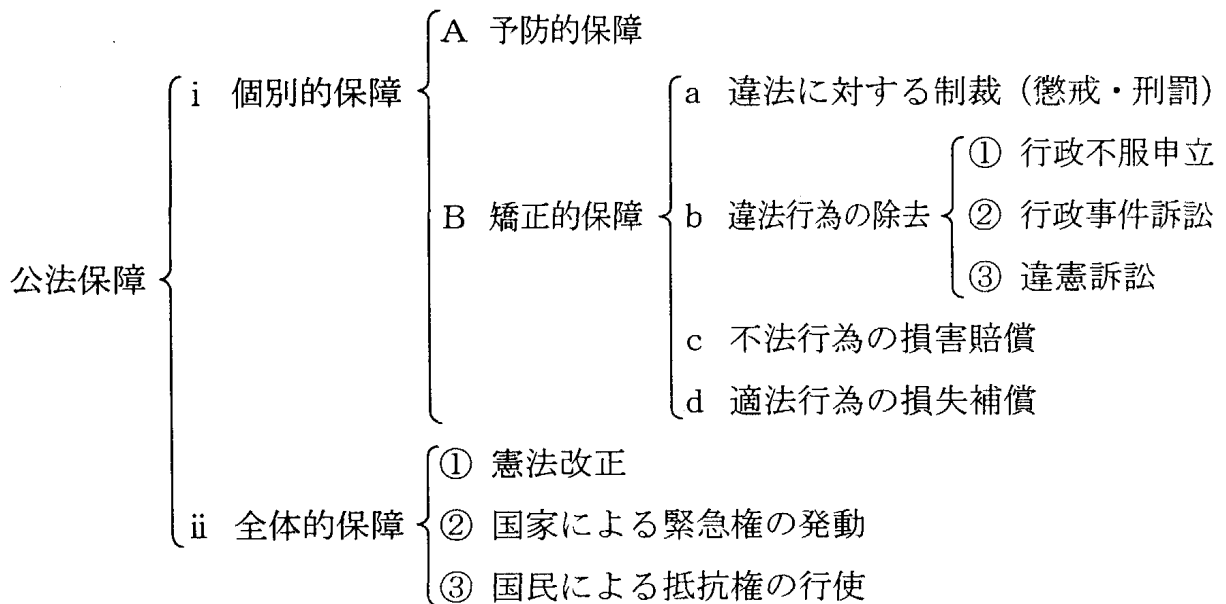 A 予防的保障
i 個別的保障
a 違法に対する制裁(懲戒・刑罰)
① 行政不服申立
B 矯正的保障
b 違法行為の除去
② 行政事件訴訟
公法保障
③ 違憲訴訟
c 不法行為の損害賠償
d 適法行為の損失補償
① 憲法改正
ii 全体的保障
② 国家による緊急権の発動
③ 国民による抵抗権の行使